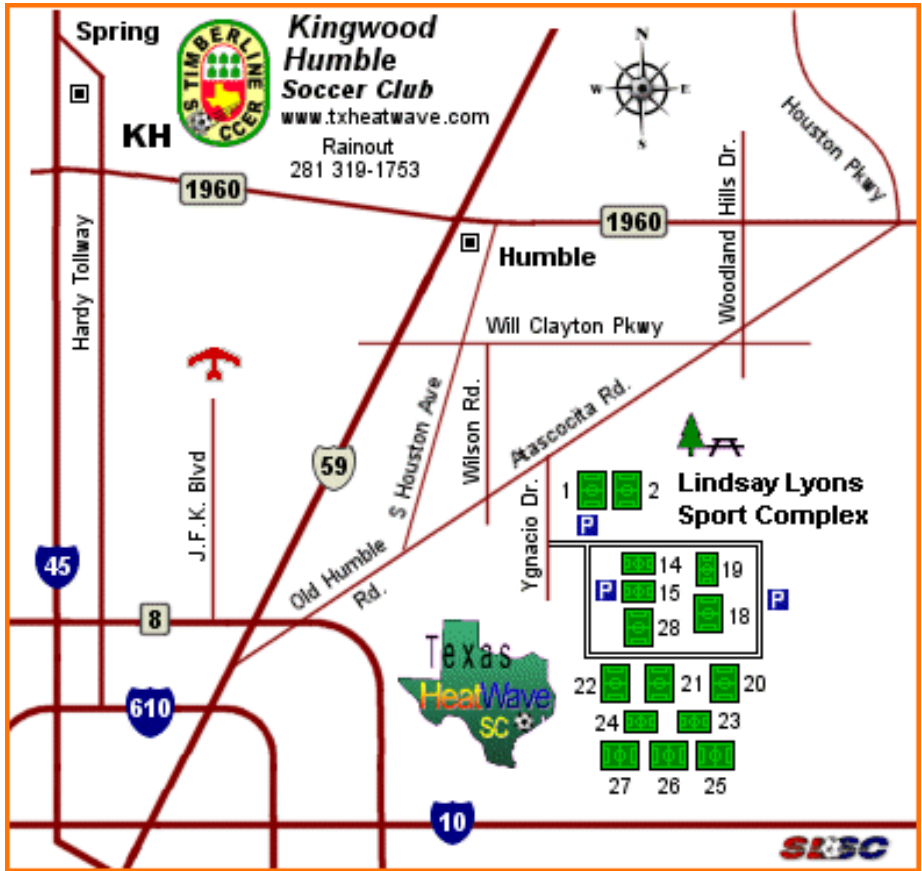 Spring
TIMBERLINE
SOCCER
Kingwood
Humble
Soccer Club
www.txheatwave.com
KH
Rainout
281 319-1753
N
W
E
S
Houston Pkwy
1960
1960
Woodland Hills Dr.
Hardy Tollway
Humble
Will Clayton Pkwy
S Houston Ave
Wilson Rd.
Atascocita Rd.
59
J.F.K. Blvd
Ygnacio Dr.
Lindsay Lyons
Sport Complex
1
2
P
45
Old Humble
Rd.
14
19
P
15
P
18
28
8
Texas
HeatWave
SC
22
21
20
610
24
23
27
26
25
10
SLSC